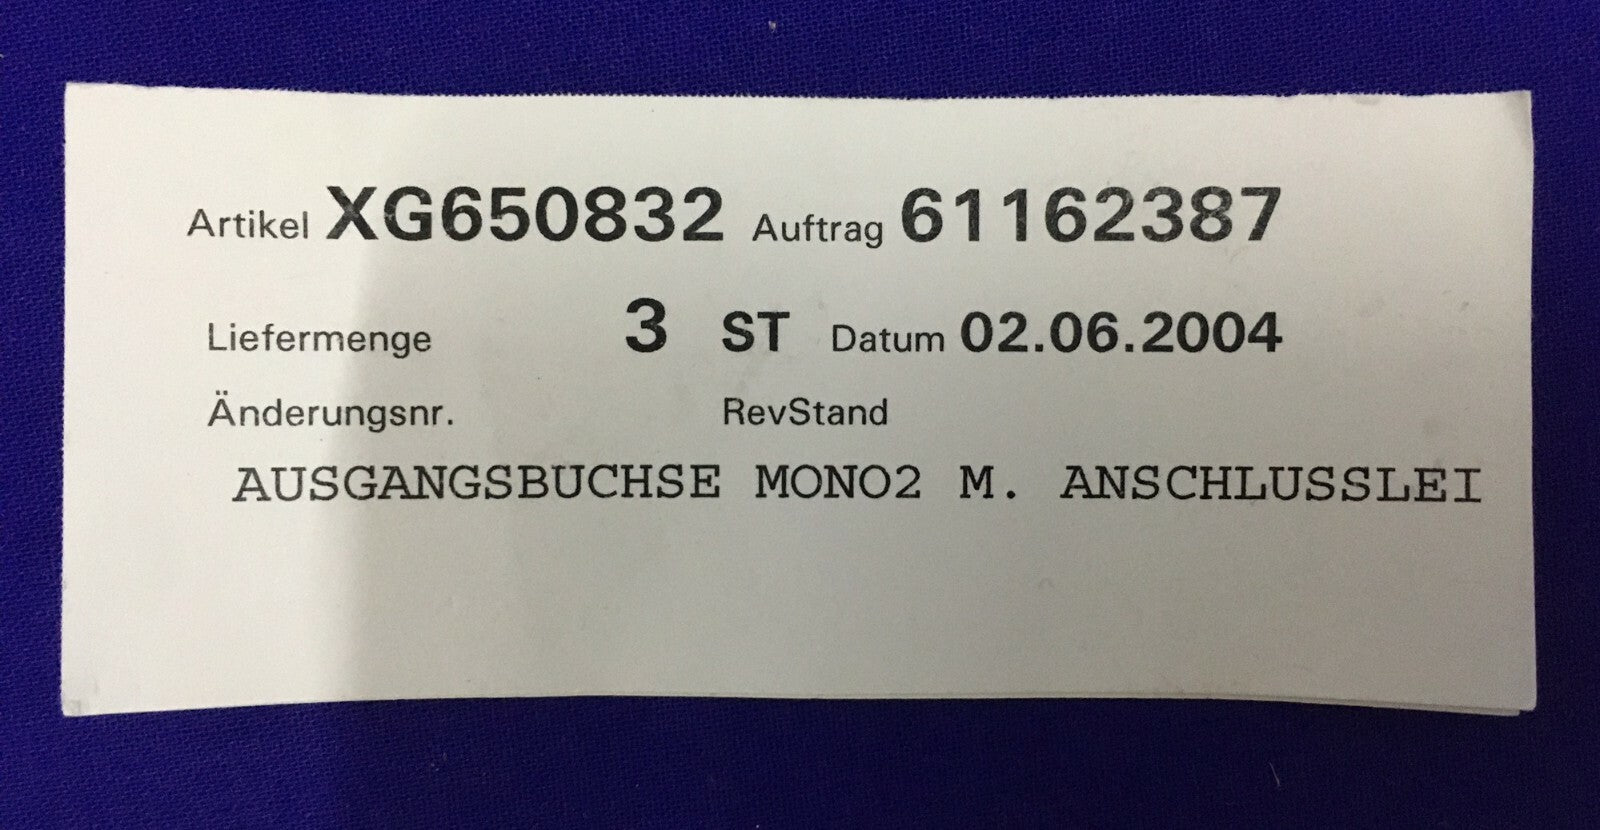 Artikel XG650832 Auftrag 61162387
Liefermenge 3 ST Datum 02.06.2004
Änderungsnr. RevStand
AUSGANGSBUCHSE MONO2 M. ANSCHLUSSLEI